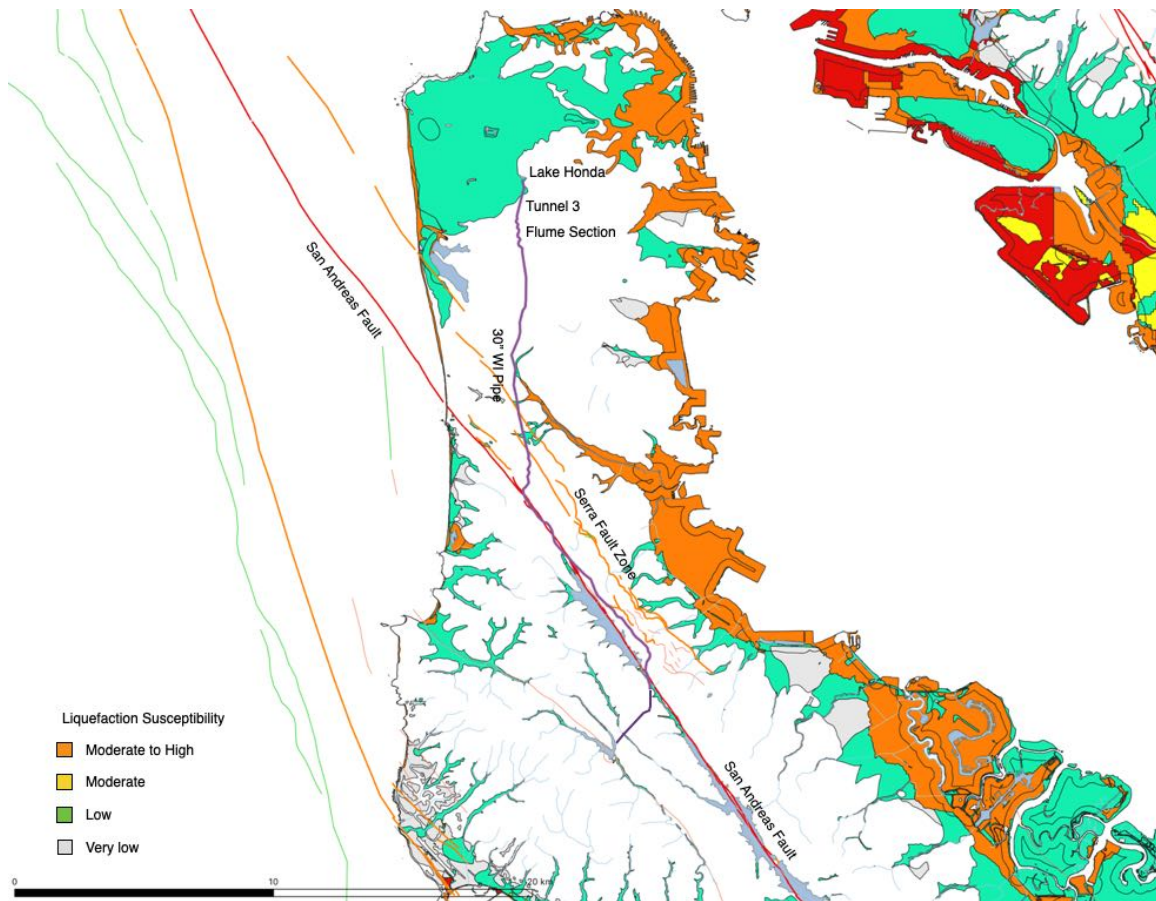 Lake Honda
Tunnel 3
Flume Section
San Andreas Fault
30" WI Pipe
Serra Fault Zone
San Andreas Fault
Liquefaction Susceptibility
Moderate to High
Moderate
Low
Very low
0
10
20 km